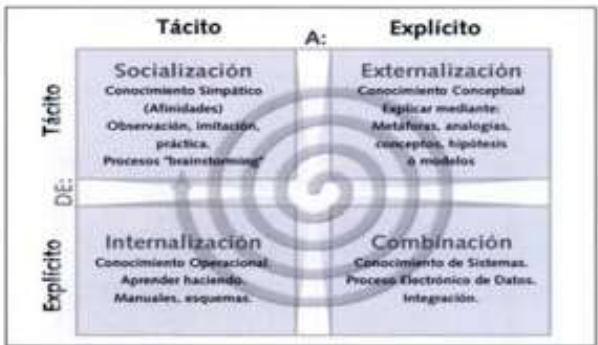 Tácito
A:
Explícito
Tácito
DE:
Explícito
Socialización
Conocimiento Simpático
(Afinidades)
Observación, imitación,
práctica.
Procesos "brainstorming"
Externalización
Conocimiento Conceptual
Explicar mediante:
Metáforas, analogías,
conceptos, hipótesis
ó modelos
Internalización
Conocimiento Operacional
Aprender haciendo.
Manuales, esquemas.
Combinación
Conocimiento de Sistemas.
Proceso Electrónico de Datos.
Integración.